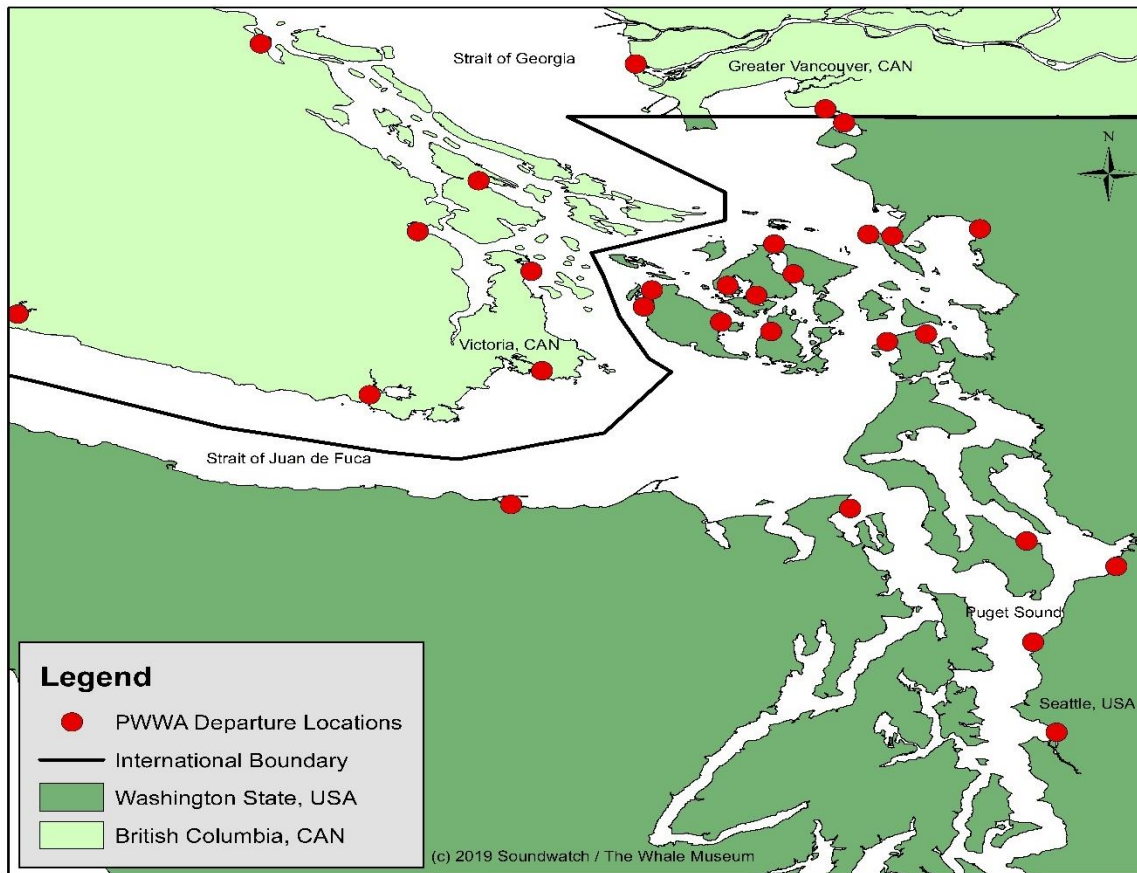 Strait of Georgia
Greater Vancouver, CAN
N
Victoria, CAN
Strait of Juan de Fuca
Puget Sound
Seattle, USA
Legend
PWWA Departure Locations
International Boundary
Washington State, USA
British Columbia, CAN
(c) 2019 Soundwatch / The Whale Museum